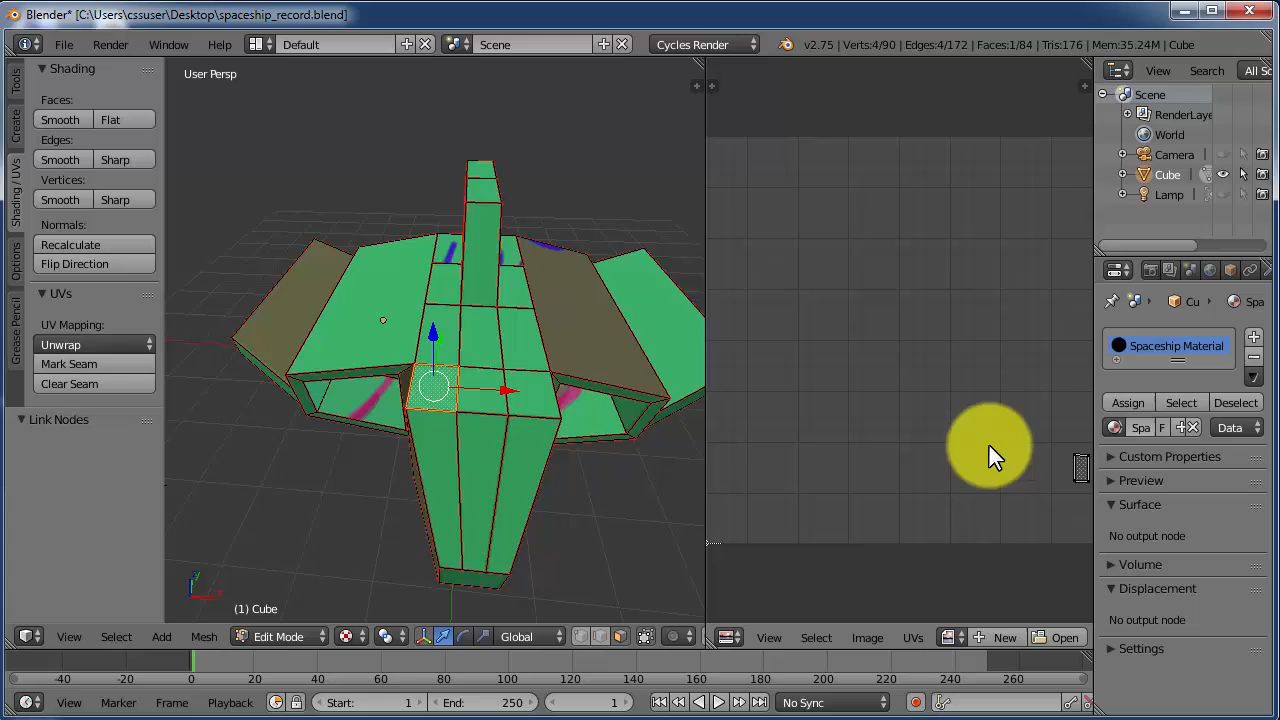 Blender* [C:\Users\cssuser\Desktop\spaceship_record.blend]
File Render Window Help Default Scene Cycles Render v2.75 | Verts:4/90 | Edges:4/172 | Faces:1/84 | Tris:176 | Mem:35.24M | Cube
Tools
Create
Shading / UVs
Options
Grease Pencil
Shading
Faces:
Smooth Flat
Edges:
Smooth Sharp
Vertices:
Smooth Sharp
Normals:
Recalculate
Flip Direction
UVs
UV Mapping:
Unwrap
Mark Seam
Clear Seam
Link Nodes
User Persp
(1) Cube
View Select Add Mesh Edit Mode Global
View Select Image UVs New Open
View Search All Sc
Scene
RenderLaye
World
Camera
Cube
Lamp
Cu Spa
Spaceship Material
Assign Select Deselect
Spa F Data
Custom Properties
Preview
Surface
No output node
Volume
Displacement
No output node
Settings
-40 -20 0 20 40 60 80 100 120 140 160 180 200 220 240 260
View Marker Frame Playback Start: 1 End: 250 1 No Sync